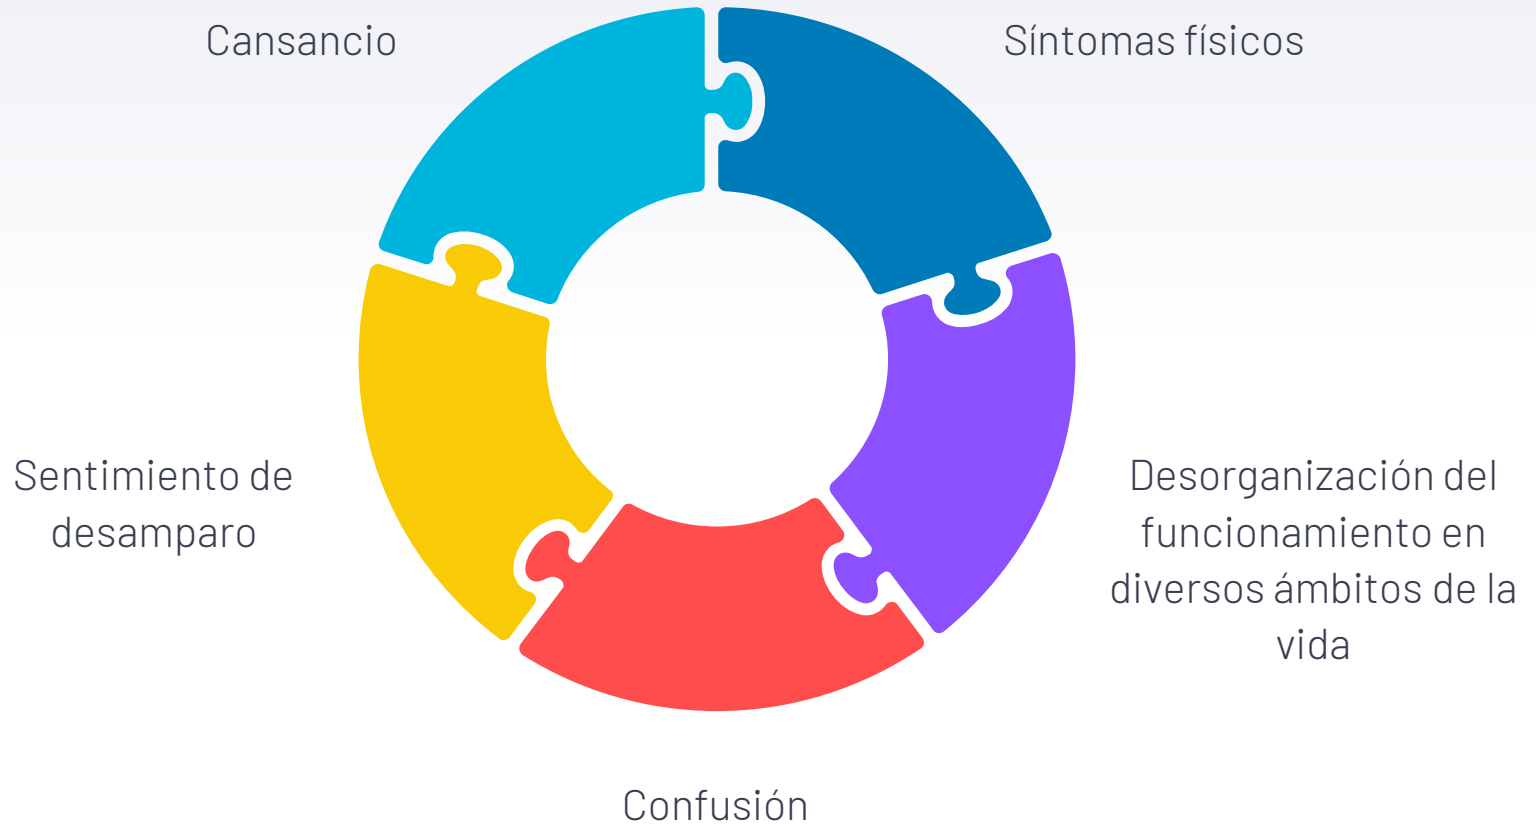 Cansancio
Síntomas físicos
Sentimiento de
desamparo
Desorganización del
funcionamiento en
diversos ámbitos de la
vida
Confusión